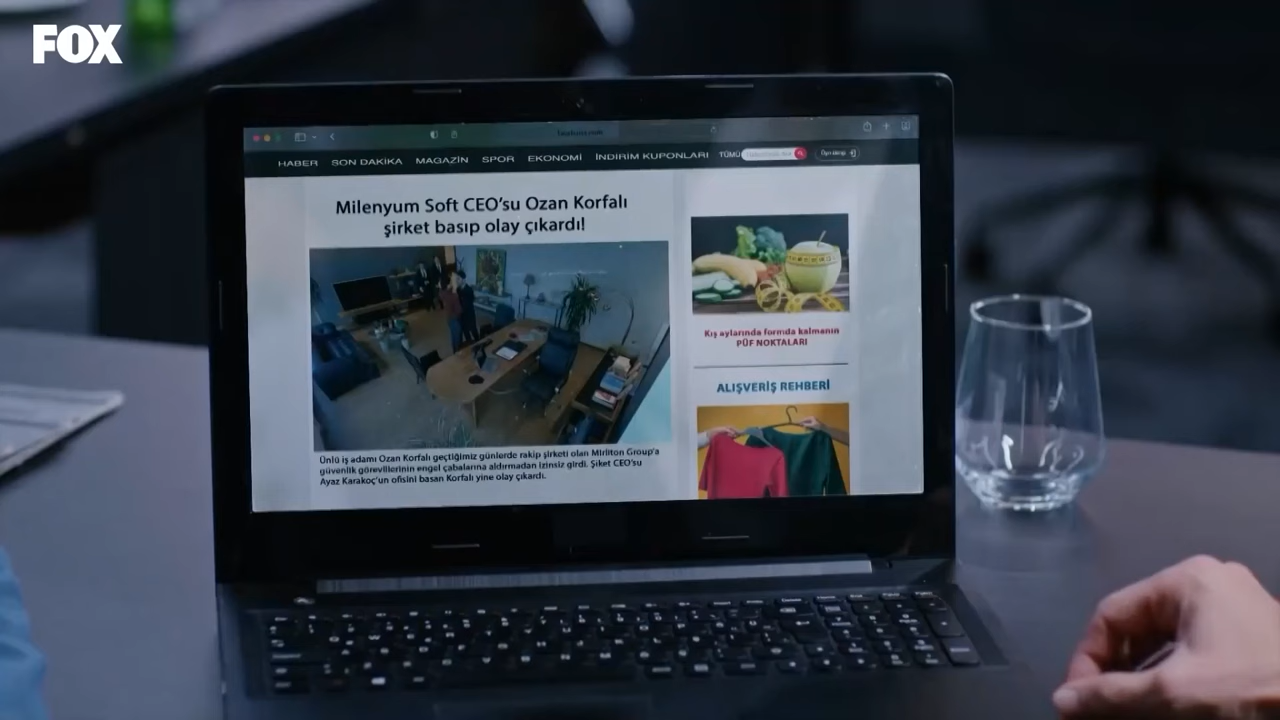 FOX
HABER SON DAKİKA MAGAZİN SPOR EKONOMİ İNDİRİM KUPONLARI TÜMÜ
Milenyum Soft CEO'su Ozan Korfalı
şirket basıp olay çıkardı!
Ünlü iş adamı Ozan Korfalı geçtiğimiz günlerde rakip şirketi olan Mirliton Group'a
güvenlik görevlilerinin engel çabalarına aldırmadan izinsiz girdi. Şiket CEO'su
Ayaz Karakoç'un ofisini basan Korfalı yine olay çıkardı.
Kış aylarında formda kalmanın
PÜF NOKTALARI
ALIŞVERİŞ REHBERİ